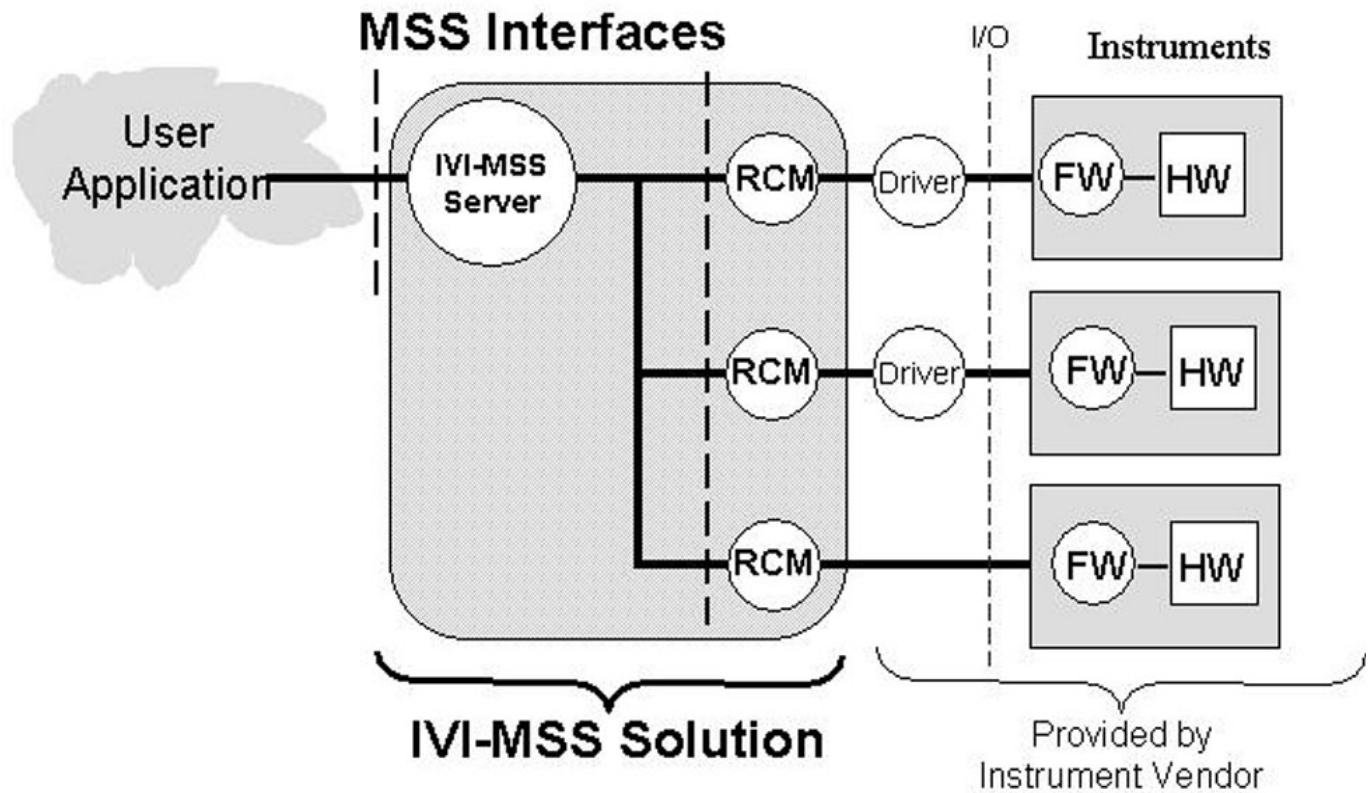 MSS Interfaces
I/O
Instruments
User
Application
IVI-MSS
Server
RCM
Driver
FW
HW
RCM
Driver
FW
HW
RCM
FW
HW
IVI-MSS Solution
Provided by
Instrument Vendor